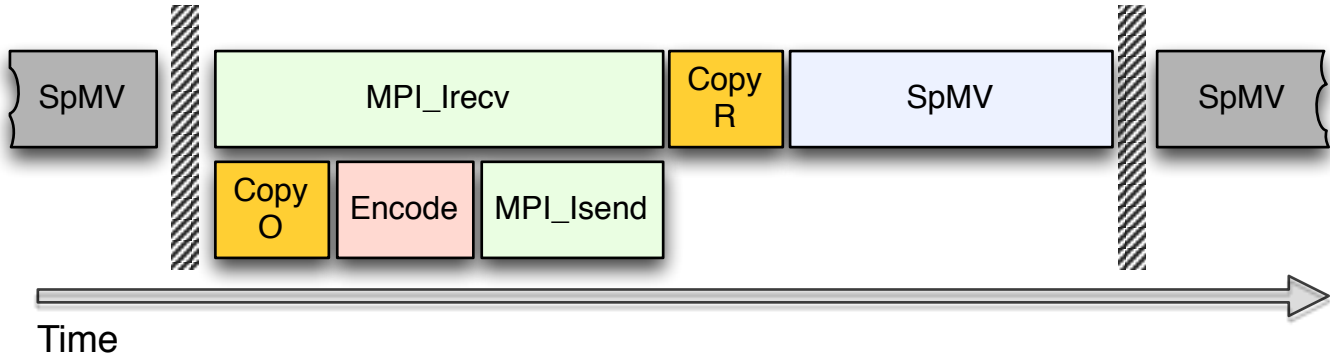 SpMV
MPI_Irecv
Copy
R
SpMV
SpMV
Copy
O
Encode
MPI_Isend
Time